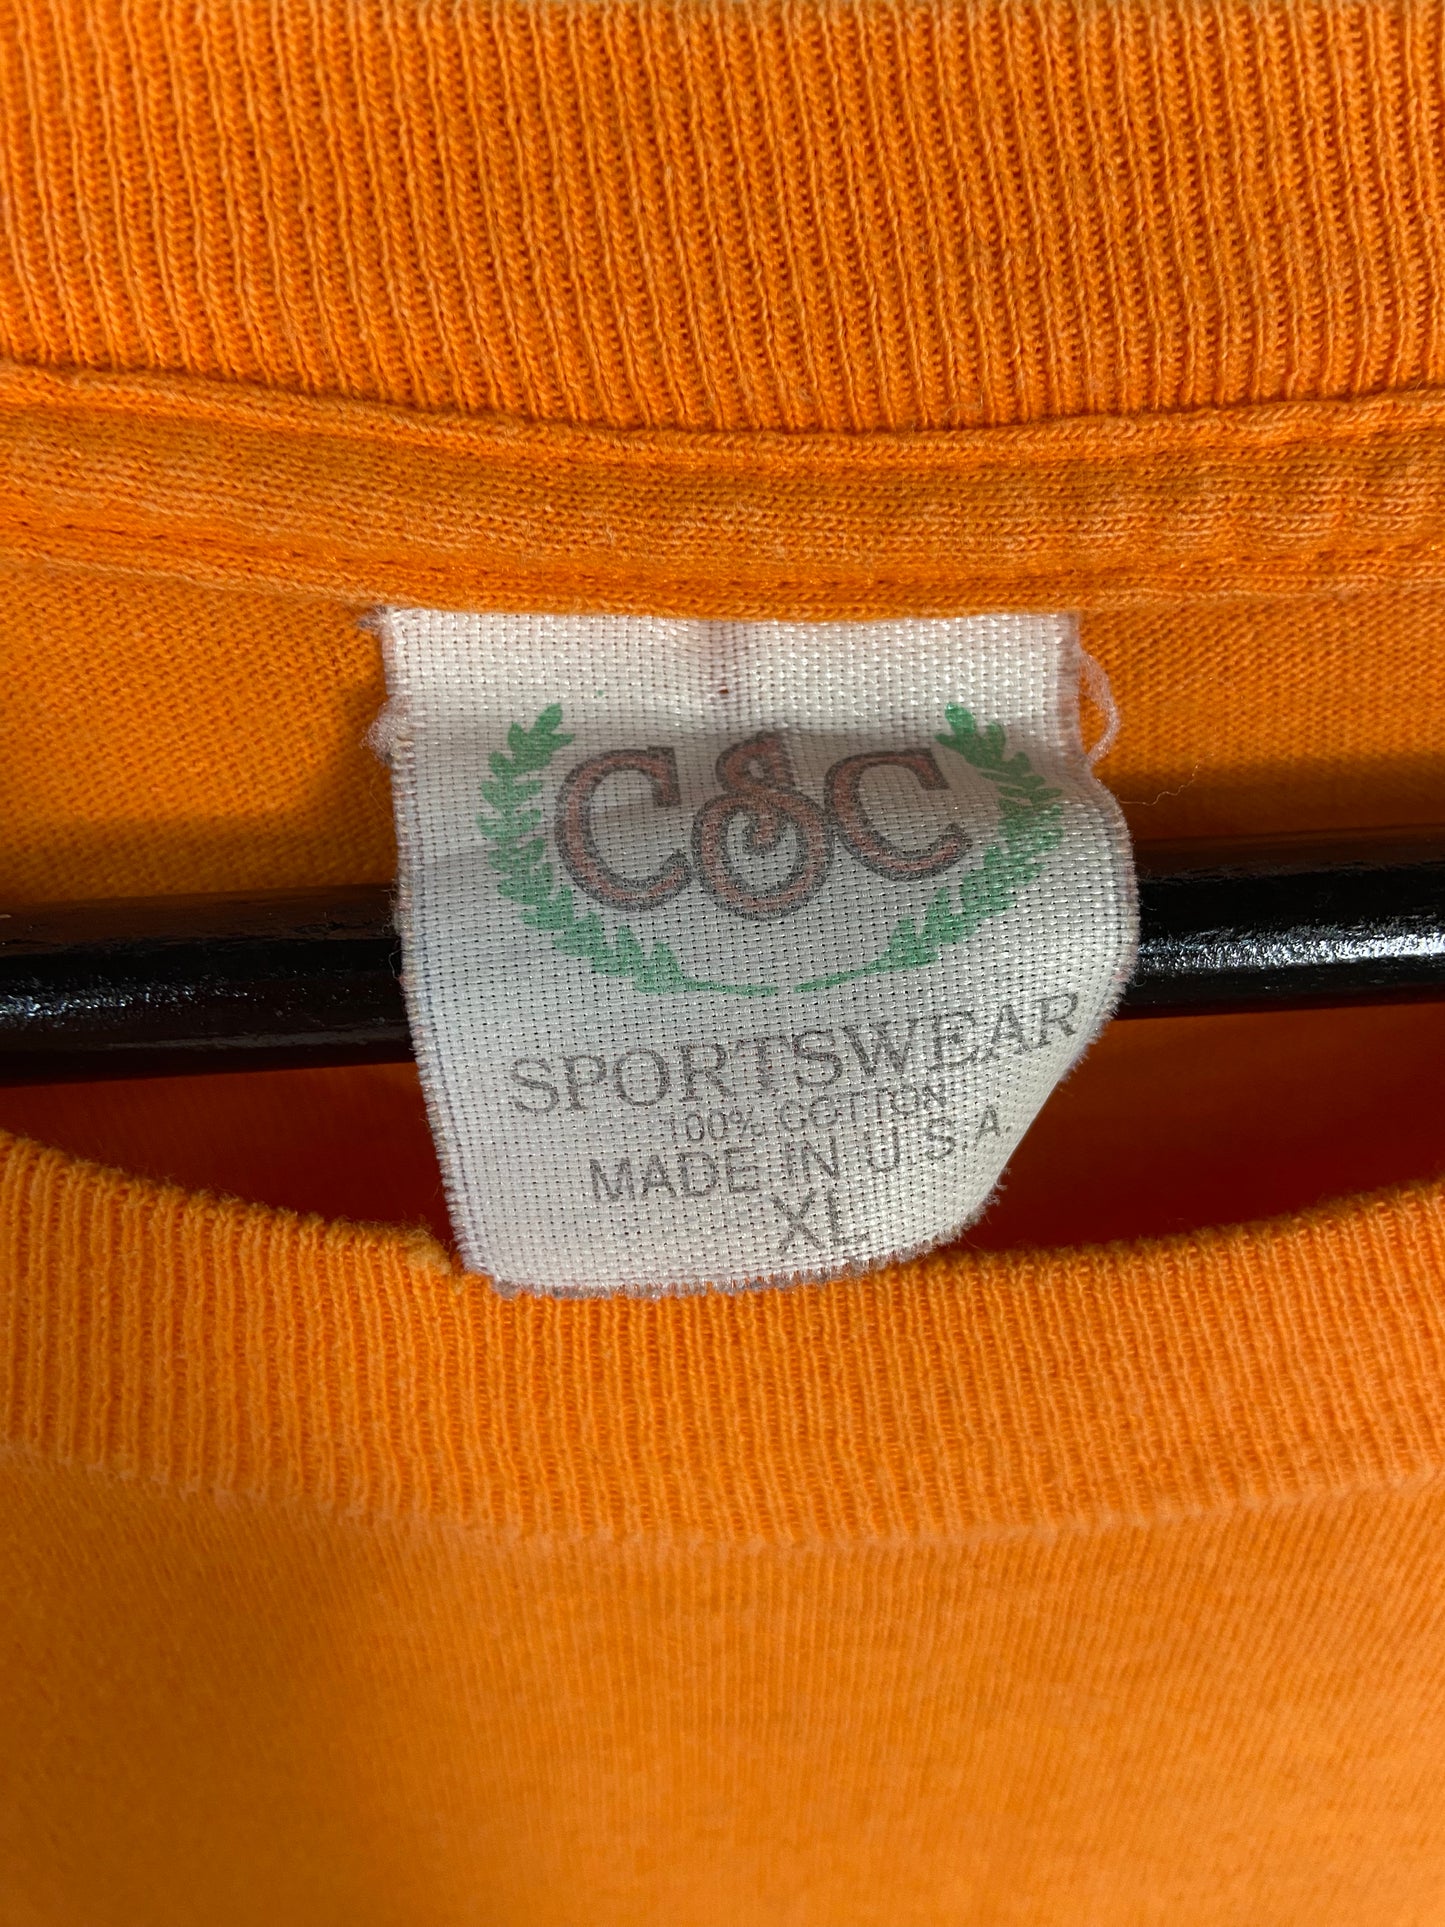 C&C
SPORTSWEAR
100% COTTON
MADE IN U.S.A.
XL